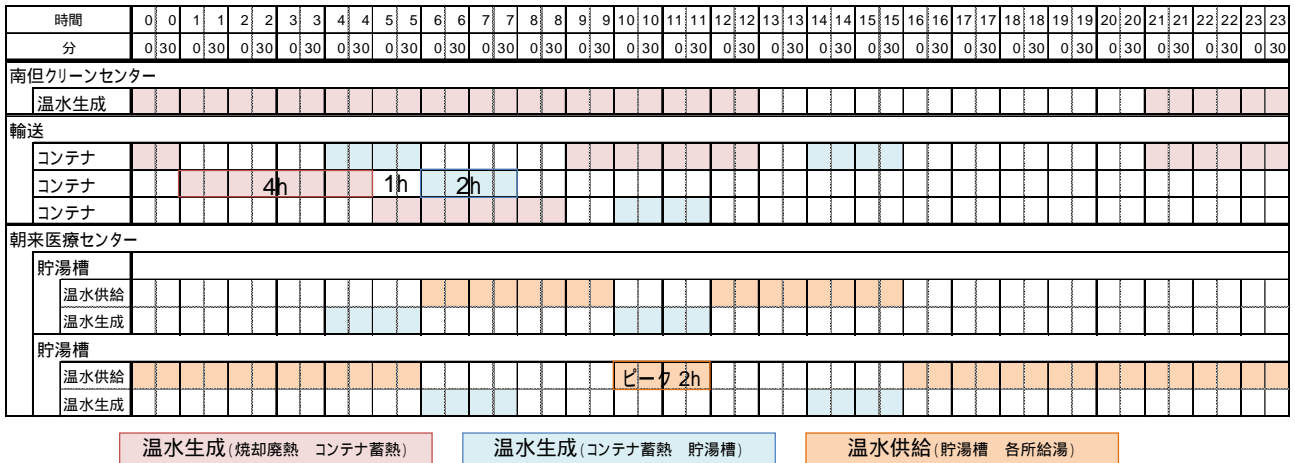 時間 0 0 1 1 2 2 3 3 4 4 5 5 6 6 7 7 8 8 9 9 10 10 11 11 12 12 13 13 14 14 15 15 16 16 17 17 18 18 19 19 20 20 21 21 22 22 23 23
分 0 30 0 30 0 30 0 30 0 30 0 30 0 30 0 30 0 30 0 30 0 30 0 30 0 30 0 30 0 30 0 30 0 30 0 30 0 30 0 30 0 30 0 30 0 30 0 30
南但クリーンセンター
温水生成
輸送
コンテナ
コンテナ 4h 1h 2h
コンテナ
朝来医療センター
貯湯槽
温水供給
温水生成
貯湯槽
温水供給 ピーク 2h
温水生成
温水生成(焼却廃熱 コンテナ蓄熱) 温水生成(コンテナ蓄熱 貯湯槽) 温水供給(貯湯槽 各所給湯)